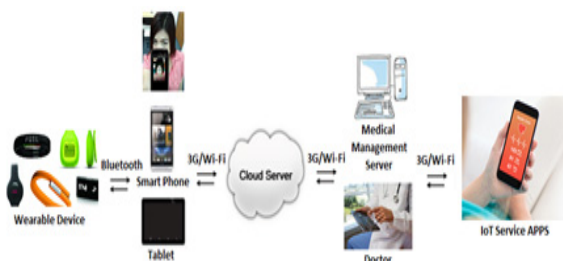 Bluetooth
Wearable Device
Smart Phone
Tablet
3G/Wi-Fi
Cloud Server
3G/Wi-Fi
Medical
Management
Server
Doctor
3G/Wi-Fi
IoT Service APPS